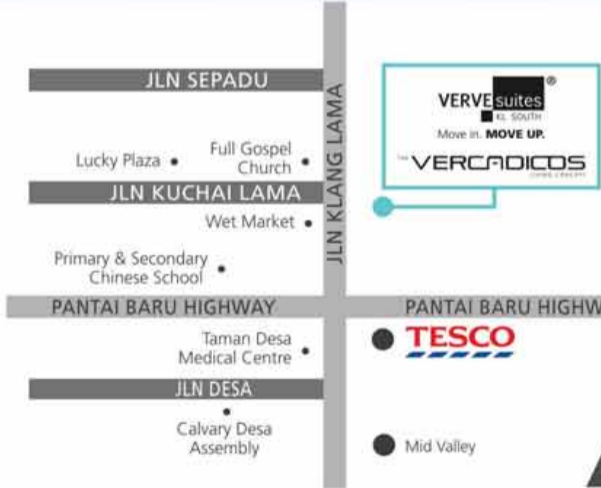 JLN SEPADU
JLN KLANG LAMA
VERVE suites ®
KL SOUTH
Move in. MOVE UP.
THE VERCADICOS
Lucky Plaza
Full Gospel
Church
JLN KUCHAI LAMA
Wet Market
Primary & Secondary
Chinese School
PANTAI BARU HIGHWAY
PANTAI BARU HIGHW
Taman Desa
Medical Centre
TESCO
JLN DESA
Calvary Desa
Assembly
Mid Valley